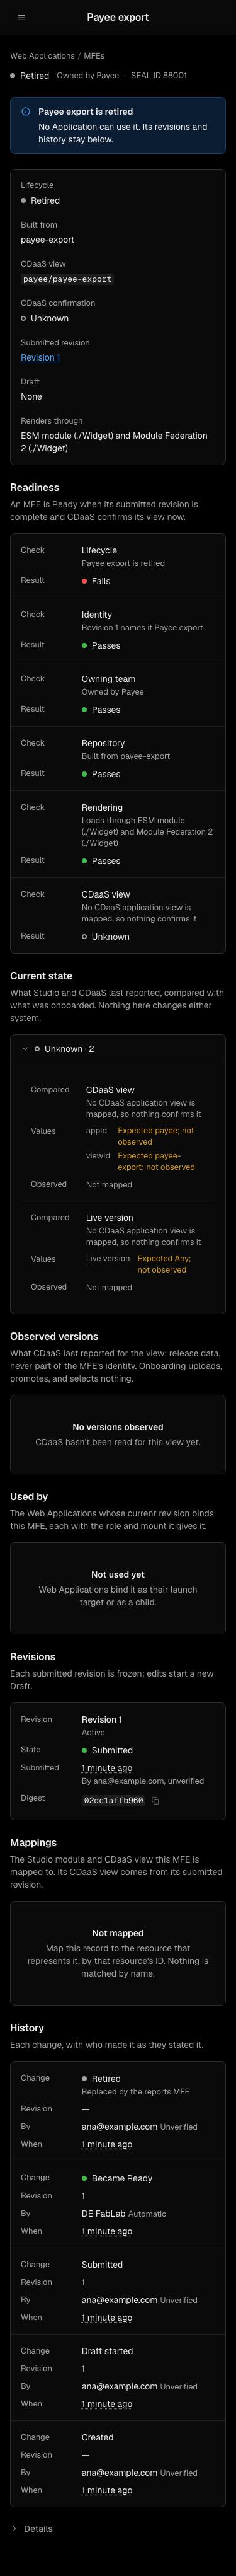 Payee export
Web Applications / MFEs
Retired Owned by Payee · SEAL ID 88001
Payee export is retired
No Application can use it. Its revisions and
history stay below.
Lifecycle
Retired
Built from
payee-export
CDaaS view
payee/payee-export
CDaaS confirmation
Unknown
Submitted revision
Revision 1
Draft
None
Renders through
ESM module (./Widget) and Module Federation
2 (./Widget)
Readiness
An MFE is Ready when its submitted revision is
complete and CDaaS confirms its view now.
Check Lifecycle
Payee export is retired
Result Fails
Check Identity
Revision 1 names it Payee export
Result Passes
Check Owning team
Owned by Payee
Result Passes
Check Repository
Built from payee-export
Result Passes
Check Rendering
Loads through ESM module
(./Widget) and Module Federation 2
(./Widget)
Result Passes
Check CDaaS view
No CDaaS application view is
mapped, so nothing confirms it
Result Unknown
Current state
What Studio and CDaaS last reported, compared with
what was onboarded. Nothing here changes either
system.
Unknown · 2
Compared CDaaS view
No CDaaS application view is
mapped, so nothing confirms it
Values appId Expected payee; not
observed
viewId Expected payee-
export; not observed
Observed Not mapped
Compared Live version
No CDaaS application view is
mapped, so nothing confirms it
Values Live version Expected Any;
not observed
Observed Not mapped
Observed versions
What CDaaS last reported for the view: release data,
never part of the MFE's identity. Onboarding uploads,
promotes, and selects nothing.
No versions observed
CDaaS hasn't been read for this view yet.
Used by
The Web Applications whose current revision binds
this MFE, each with the role and mount it gives it.
Not used yet
Web Applications bind it as their launch
target or as a child.
Revisions
Each submitted revision is frozen; edits start a new
Draft.
Revision Revision 1
Active
State Submitted
Submitted 1 minute ago
By ana@example.com, unverified
Digest 02dc1affb960
Mappings
The Studio module and CDaaS view this MFE is
mapped to. Its CDaaS view comes from its submitted
revision.
Not mapped
Map this record to the resource that
represents it, by that resource's ID. Nothing is
matched by name.
History
Each change, with who made it as they stated it.
Change Retired
Replaced by the reports MFE
Revision —
By ana@example.com Unverified
When 1 minute ago
Change Became Ready
Revision 1
By DE FabLab Automatic
When 1 minute ago
Change Submitted
Revision 1
By ana@example.com Unverified
When 1 minute ago
Change Draft started
Revision 1
By ana@example.com Unverified
When 1 minute ago
Change Created
Revision —
By ana@example.com Unverified
When 1 minute ago
Details